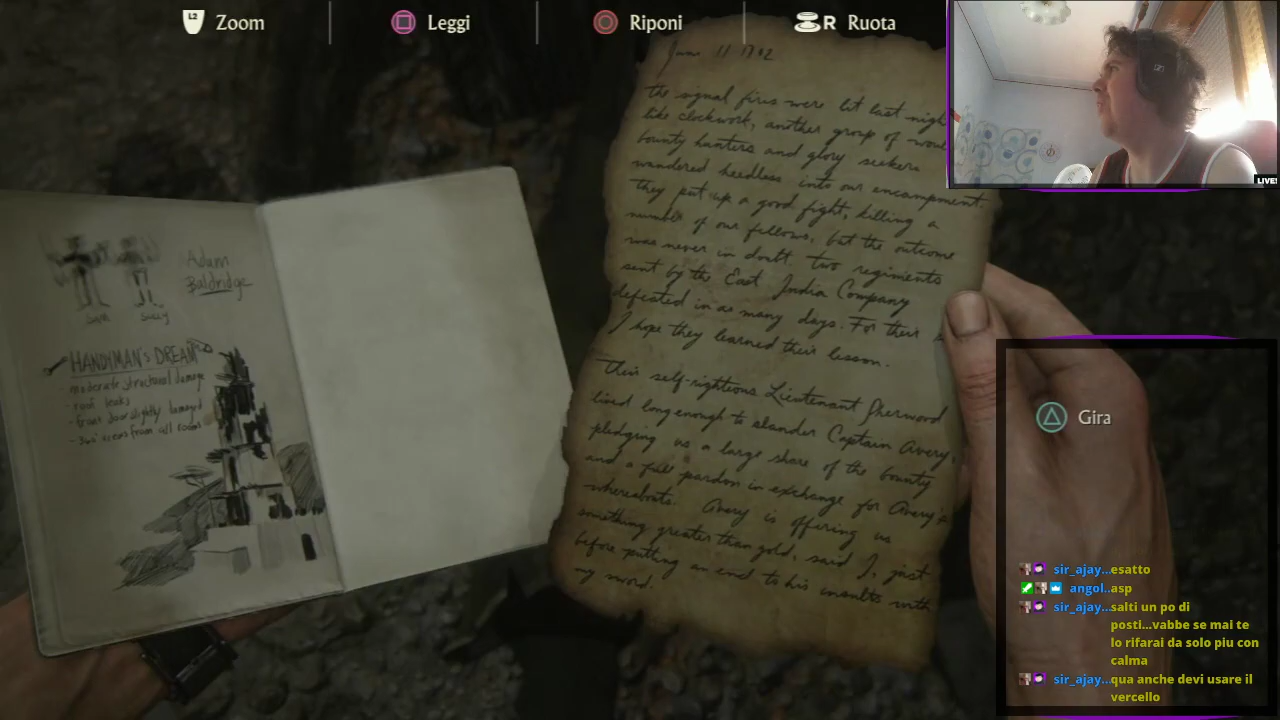 Zoom
Leggi
Riponi
R Ruota
L2
June 11 1702
The signal fires were lit last nigh
like clockwork, another group of woul
bounty hunters and glory seekers
wandered heedless into our encampment.
They put up a good fight, killing a
number of our fellows, but the outcome
was never in doubt. Two regiments
sent by the East India Company
defeated in as many days. For their
I hope they learned their lesson.
Their self-righteous Lieutenant Sherwood
lived long enough to slander Captain Avery,
pledging us a large share of the bounty
and a full pardon in exchange for Avery's
whereabouts. Avery is offering us
something greater than gold, said I, just
before putting an end to his insults with
my sword.
Adam
Baldridge
Sam Sully
HANDYMAN'S DREAM
- moderate structural damage
- roof leaks
- front door slightly damaged
- 360° views from all rooms
LIVE!
Gira
sir_ajay...esatto
angol..asp
sir_ajay...salti un po di
posti...vabbe se mai te
lo rifarai da solo piu con
calma
sir_ajay...qua anche devi usare il
vercello